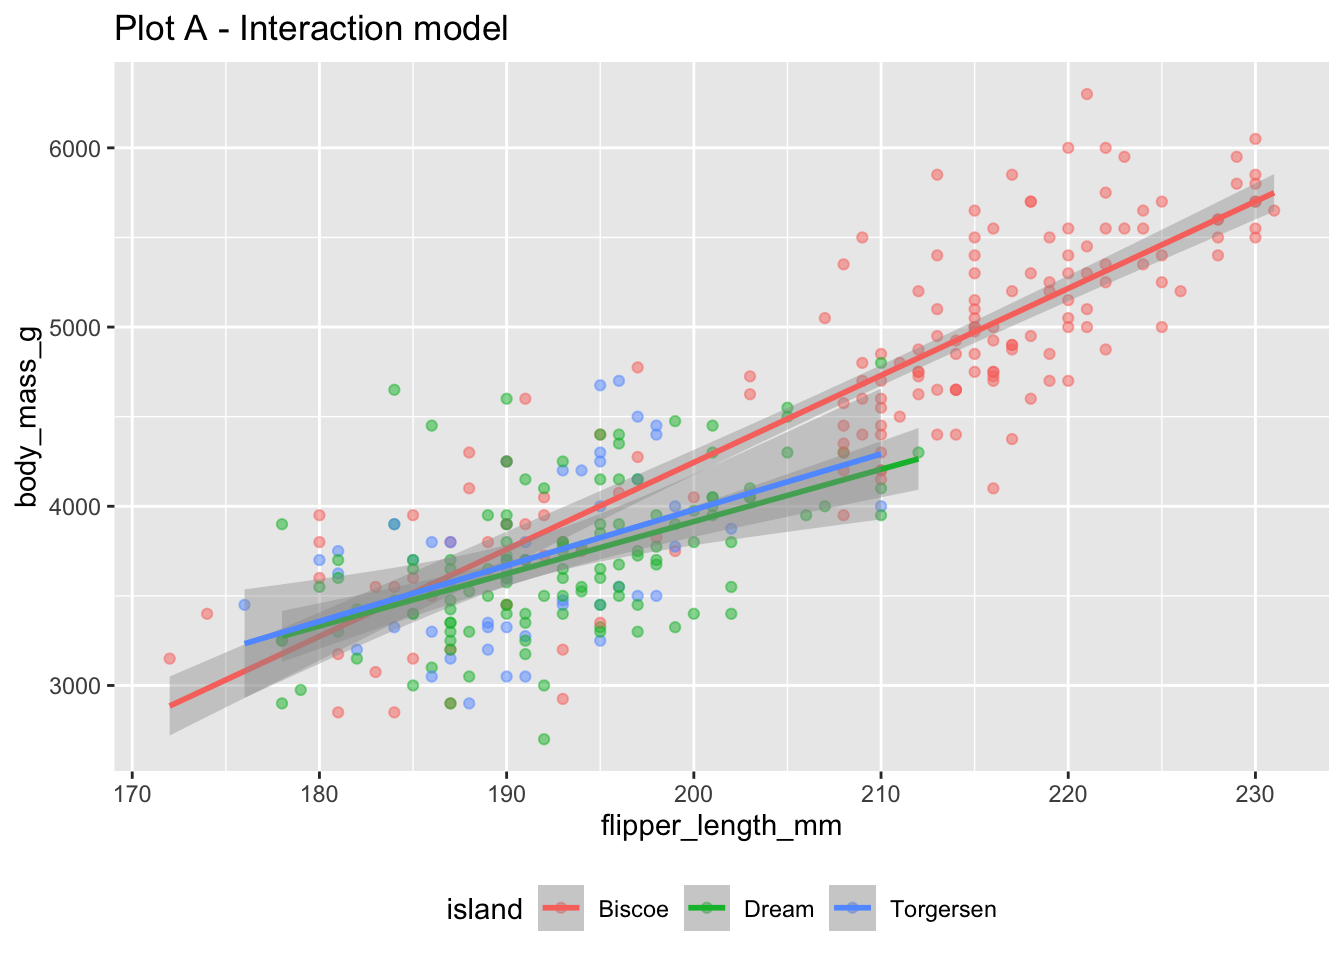 Plot A - Interaction model
body_mass_g
6000
5000
4000
3000
170 180 190 200 210 220 230
flipper_length_mm
island Biscoe Dream Torgersen